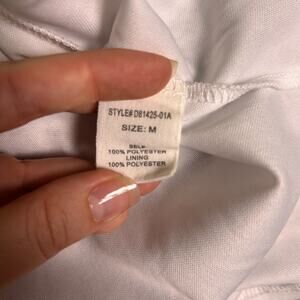 STYLE# D81425-01A
SIZE: M
SELF
100% POLYESTER
LINING
100% POLYESTER